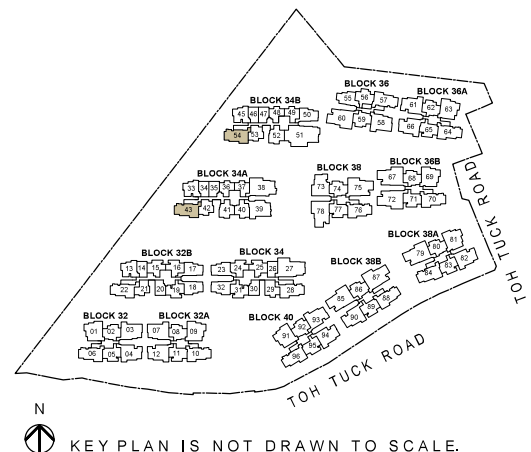 BLOCK 36
BLOCK 36A
55 56 57
61 62 63
60 59 58
66 65 64
BLOCK 34B
45 46 47 48 49 50
54 53 52 51
BLOCK 34A
33 34 35 36 37 38
43 42 41 40 39
BLOCK 38
73 74 75
78 77 76
BLOCK 36B
67 68 69
72 71 70
BLOCK 38A
79 80 81
84 83 82
BLOCK 32B
13 14 15 16 17
22 21 20 19 18
BLOCK 34
23 24 25 26 27
32 31 30 29 28
BLOCK 38B
85 86 87
90 89 88
BLOCK 32
01 02 03
06 05 04
BLOCK 32A
07 08 09
12 11 10
BLOCK 40
91 92 93
96 95 94
TOH TUCK ROAD
TOH TUCK ROAD
N
KEY PLAN IS NOT DRAWN TO SCALE.